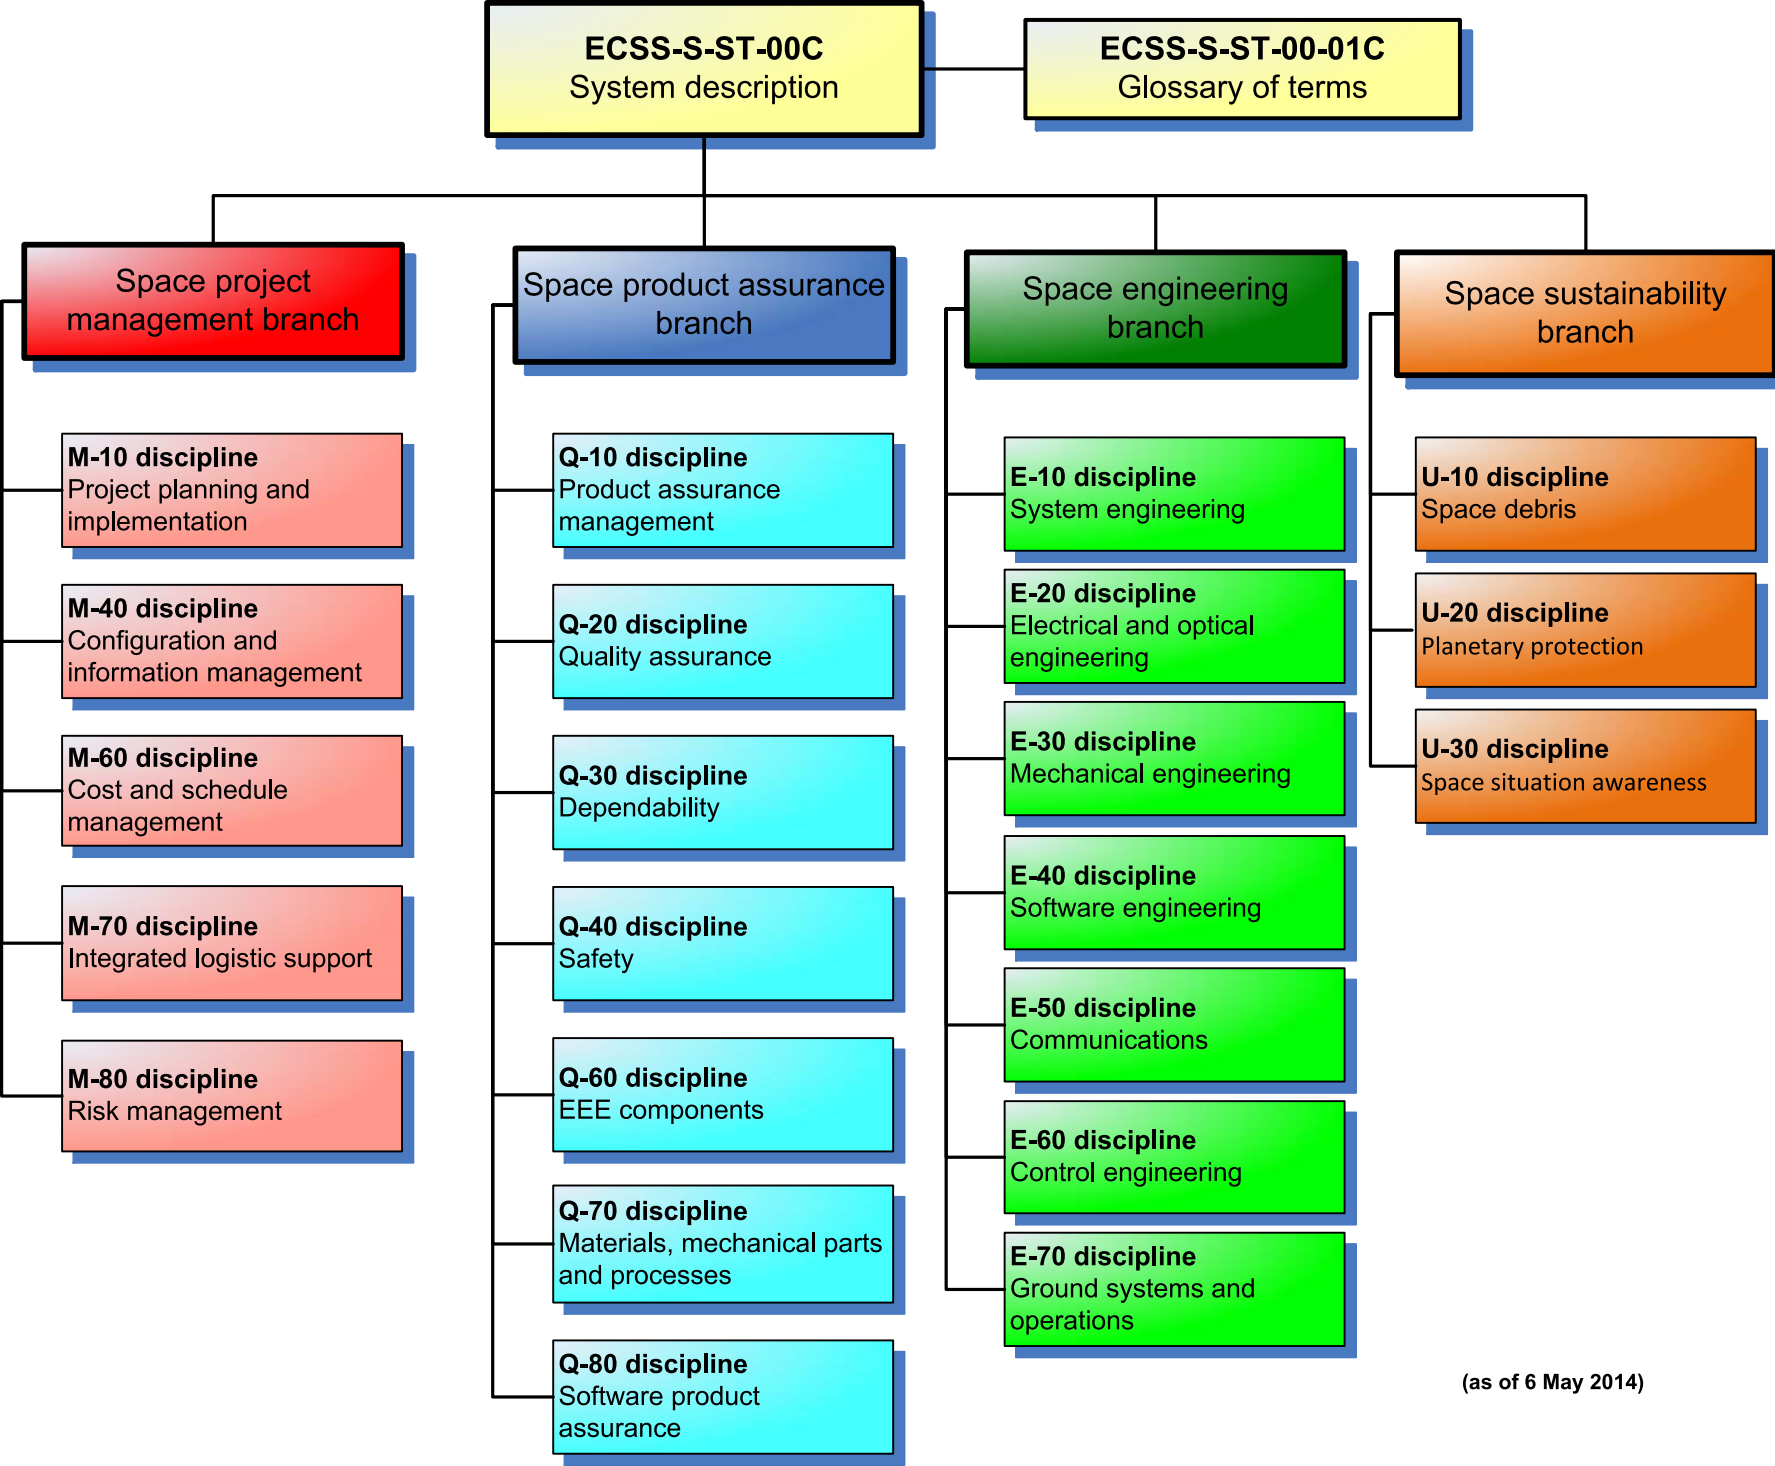 ECSS-S-ST-00C
System description
ECSS-S-ST-00-01C
Glossary of terms
Space project
management branch
M-10 discipline
Project planning and
implementation
M-40 discipline
Configuration and
information management
M-60 discipline
Cost and schedule
management
M-70 discipline
Integrated logistic support
M-80 discipline
Risk management
Space product assurance
branch
Q-10 discipline
Product assurance
management
Q-20 discipline
Quality assurance
Q-30 discipline
Dependability
Q-40 discipline
Safety
Q-60 discipline
EEE components
Q-70 discipline
Materials, mechanical parts
and processes
Q-80 discipline
Software product
assurance
Space engineering
branch
E-10 discipline
System engineering
E-20 discipline
Electrical and optical
engineering
E-30 discipline
Mechanical engineering
E-40 discipline
Software engineering
E-50 discipline
Communications
E-60 discipline
Control engineering
E-70 discipline
Ground systems and
operations
Space sustainability
branch
U-10 discipline
Space debris
U-20 discipline
Planetary protection
U-30 discipline
Space situation awareness
(as of 6 May 2014)